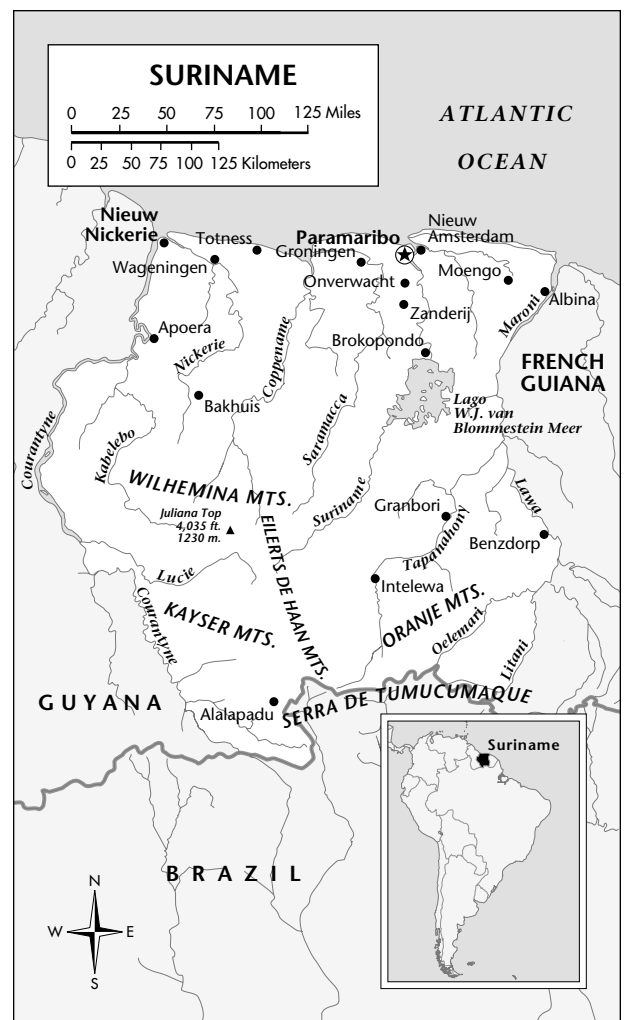 SURINAME
0 25 50 75 100 125 Miles
0 25 50 75 100 125 Kilometers
ATLANTIC
OCEAN
Nieuw
Nickerie
Totness
Wageningen
Paramaribo
Groningen
Onverwacht
Nieuw
Amsterdam
Moengo
Albina
Zanderij
Maroni
Apoera
Nickerie
Coppename
Brokopondo
FRENCH
GUIANA
Bakhuis
Saramacca
Lago
W.J. van
Blommestein Meer
Courantyne
Kabelebo
WILHEMINA MTS.
Juliana Top
4,035 ft.
1230 m.
Suriname
Granbori
Lawa
EILERTS DE HAAN MTS.
Tapanahony
Benzdorp
Lucie
Intelewa
Courantyne
KAYSER MTS.
ORANJE MTS.
Oelemari
Litani
GUYANA
Alalapadu
SERRA DE TUMUCUMAQUE
Suriname
BRAZIL
N
W E
S